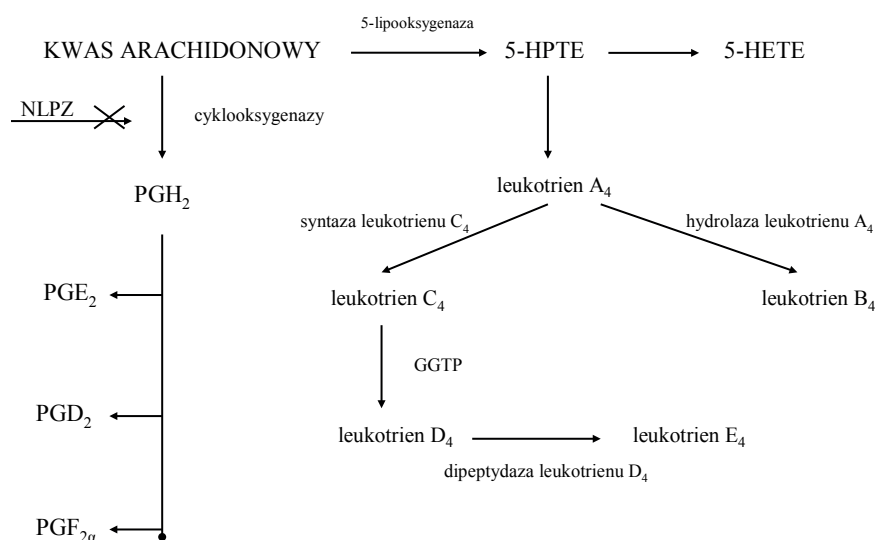 5-lipooksygenaza
KWAS ARACHIDONOWY
5-HPTE
5-HETE
NLPZ
cyklooksygenazy
PGH₂
leukotrien A₄
syntaza leukotrienu C₄
hydrolaza leukotrienu A₄
PGE₂
leukotrien C₄
leukotrien B₄
GGTP
PGD₂
leukotrien D₄
leukotrien E₄
dipeptydaza leukotrienu D₄
PGF₂α